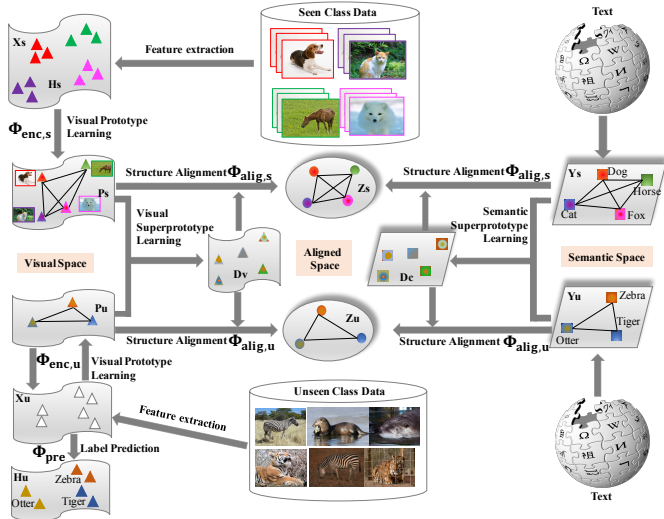 Seen Class Data
Text
Xs
Hs
Feature extraction
Φenc,s
Visual Prototype
Learning
Ps
Structure Alignment Φalig,s
Zs
Structure Alignment Φalig,s
Ys
Dog
Horse
Cat
Fox
Visual
Superprototype
Learning
Semantic
Superprototype
Learning
Visual Space
Dv
Aligned
Space
Dc
Semantic Space
Pu
Structure Alignment Φalig,u
Zu
Structure Alignment Φalig,u
Yu
Zebra
Tiger
Otter
Φenc,u
Visual Prototype
Learning
Xu
Feature extraction
Unseen Class Data
Φpre
Label Prediction
Hu
Zebra
Otter
Tiger
Text